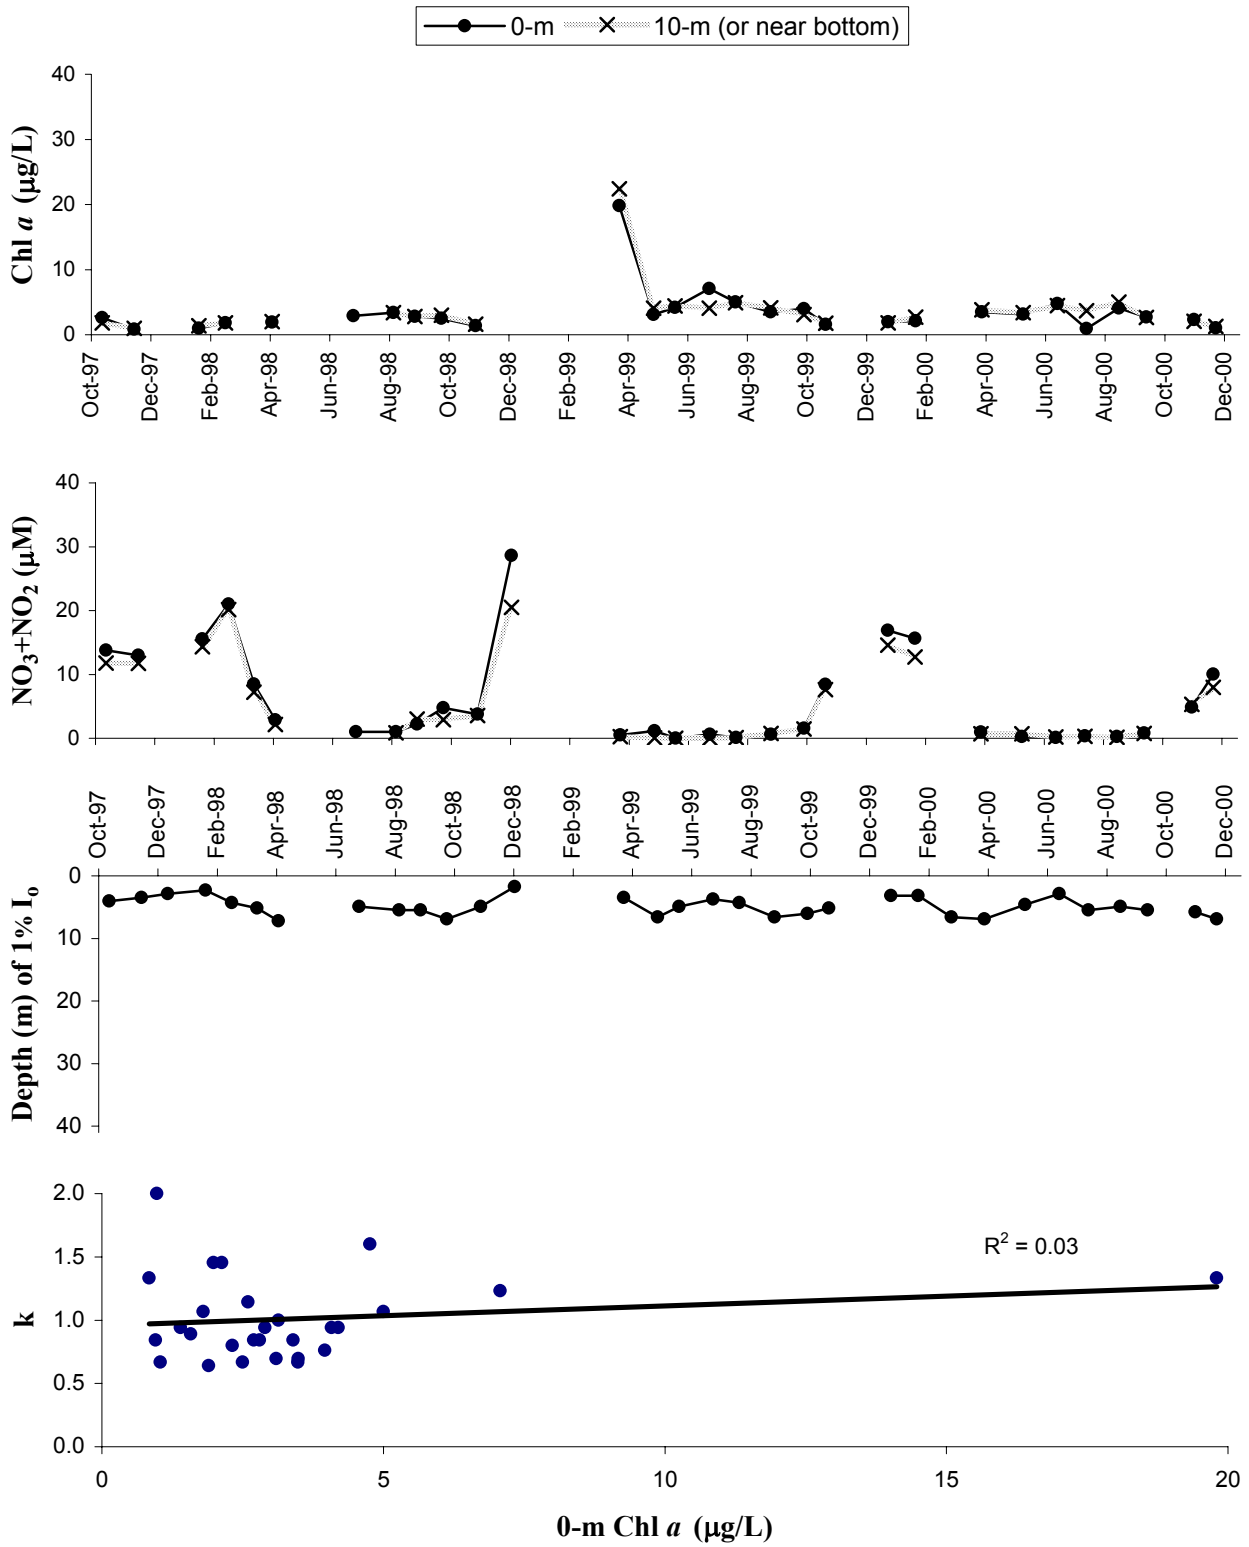 0-m 10-m (or near bottom)
Chl a (μg/L)
40
30
20
10
0
Oct-97 Dec-97 Feb-98 Apr-98 Jun-98 Aug-98 Oct-98 Dec-98 Feb-99 Apr-99 Jun-99 Aug-99 Oct-99 Dec-99 Feb-00 Apr-00 Jun-00 Aug-00 Oct-00 Dec-00
NO3+NO2 (μM)
40
30
20
10
0
Oct-97 Dec-97 Feb-98 Apr-98 Jun-98 Aug-98 Oct-98 Dec-98 Feb-99 Apr-99 Jun-99 Aug-99 Oct-99 Dec-99 Feb-00 Apr-00 Jun-00 Aug-00 Oct-00 Dec-00
Depth (m) of 1% Io
0
10
20
30
40
k
2.0
1.5
1.0
0.5
0.0
R² = 0.03
0 5 10 15 20
0-m Chl a (μg/L)